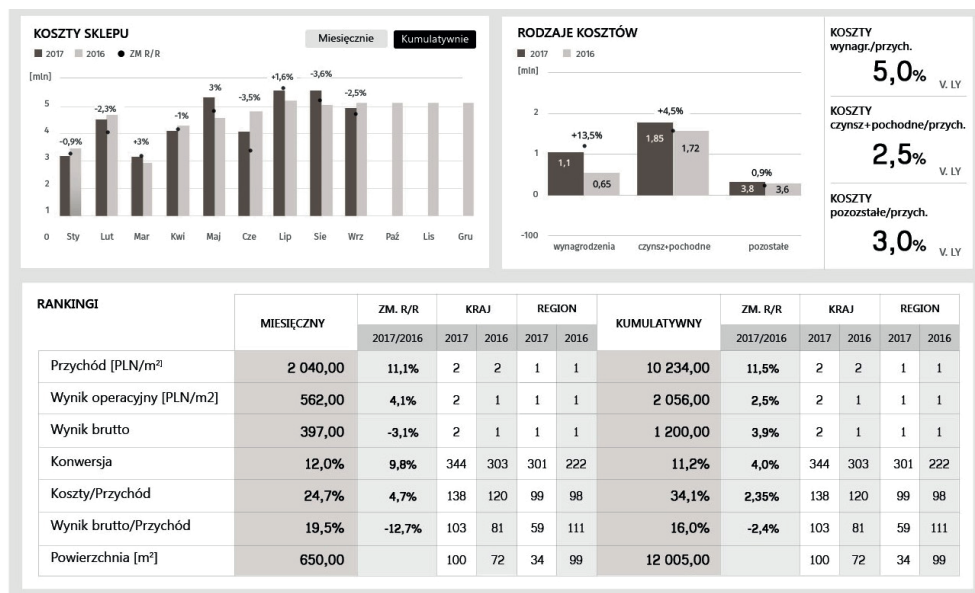 KOSZTY SKLEPU
Miesięcznie
Kumulatywnie
2017 2016 ZM R/R
[mln]
5
4
3
2
1
0
-0,9%
-2,3%
+3%
-1%
3%
-3,5%
+1,6%
-3,6%
-2,5%
Sty Lut Mar Kwi Maj Cze Lip Sie Wrz Paź Lis Gru
RODZAJE KOSZTÓW
2017 2016
[mln]
2
1
0
-100
+13,5%
1,1
0,65
+4,5%
1,85
1,72
0,9%
3,8
3,6
wynagrodzenia czynsz+pochodne pozostałe
KOSZTY
wynagr./przych.
5,0% V. LY
KOSZTY
czynsz+pochodne/przych.
2,5% V. LY
KOSZTY
pozozstałe/przych.
3,0% V. LY
RANKINGI
MIESIĘCZNY ZM. R/R KRAJ REGION KUMULATYWNY ZM. R/R KRAJ REGION
2017/2016 2017 2016 2017 2016 2017/2016 2017 2016 2017 2016
Przychód [PLN/m²] 2 040,00 11,1% 2 2 1 1 10 234,00 11,5% 2 2 1 1
Wynik operacyjny [PLN/m2] 562,00 4,1% 2 1 1 1 2 056,00 2,5% 2 1 1 1
Wynik brutto 397,00 -3,1% 2 1 1 1 1 200,00 3,9% 2 1 1 1
Konwersja 12,0% 9,8% 344 303 301 222 11,2% 4,0% 344 303 301 222
Koszty/Przychód 24,7% 4,7% 138 120 99 98 34,1% 2,35% 138 120 99 98
Wynik brutto/Przychód 19,5% -12,7% 103 81 59 111 16,0% -2,4% 103 81 59 111
Powierzchnia [m²] 650,00 100 72 34 99 12 005,00 100 72 34 99